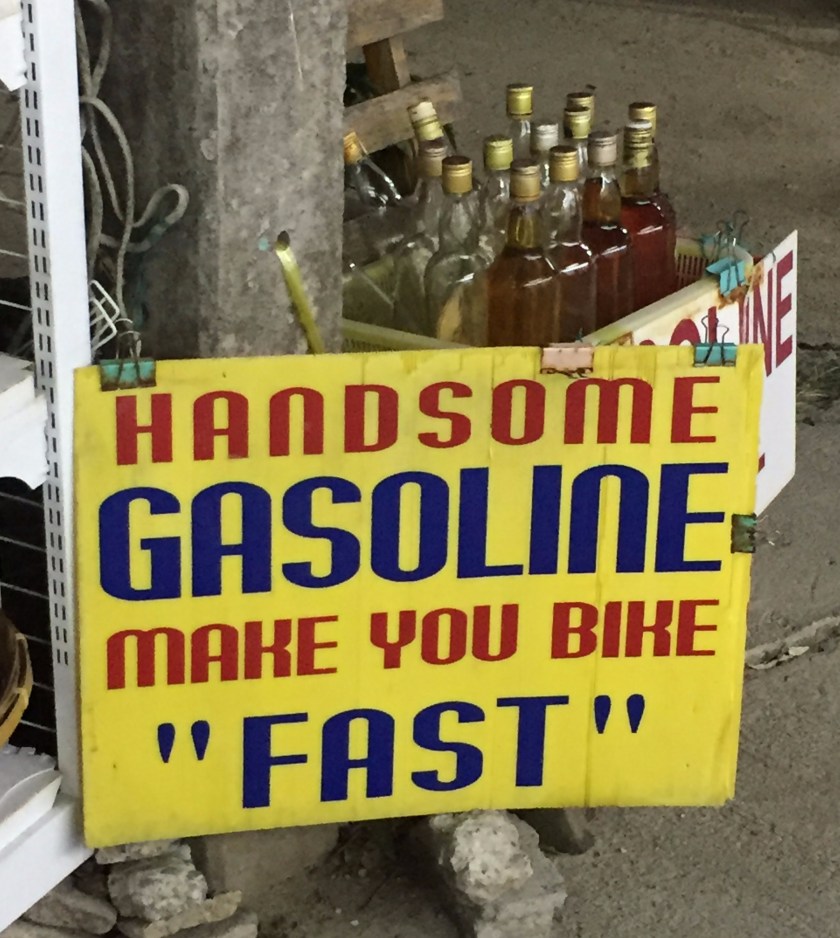 HANDSOME
GASOLINE
MAKE YOU BIKE
"FAST"